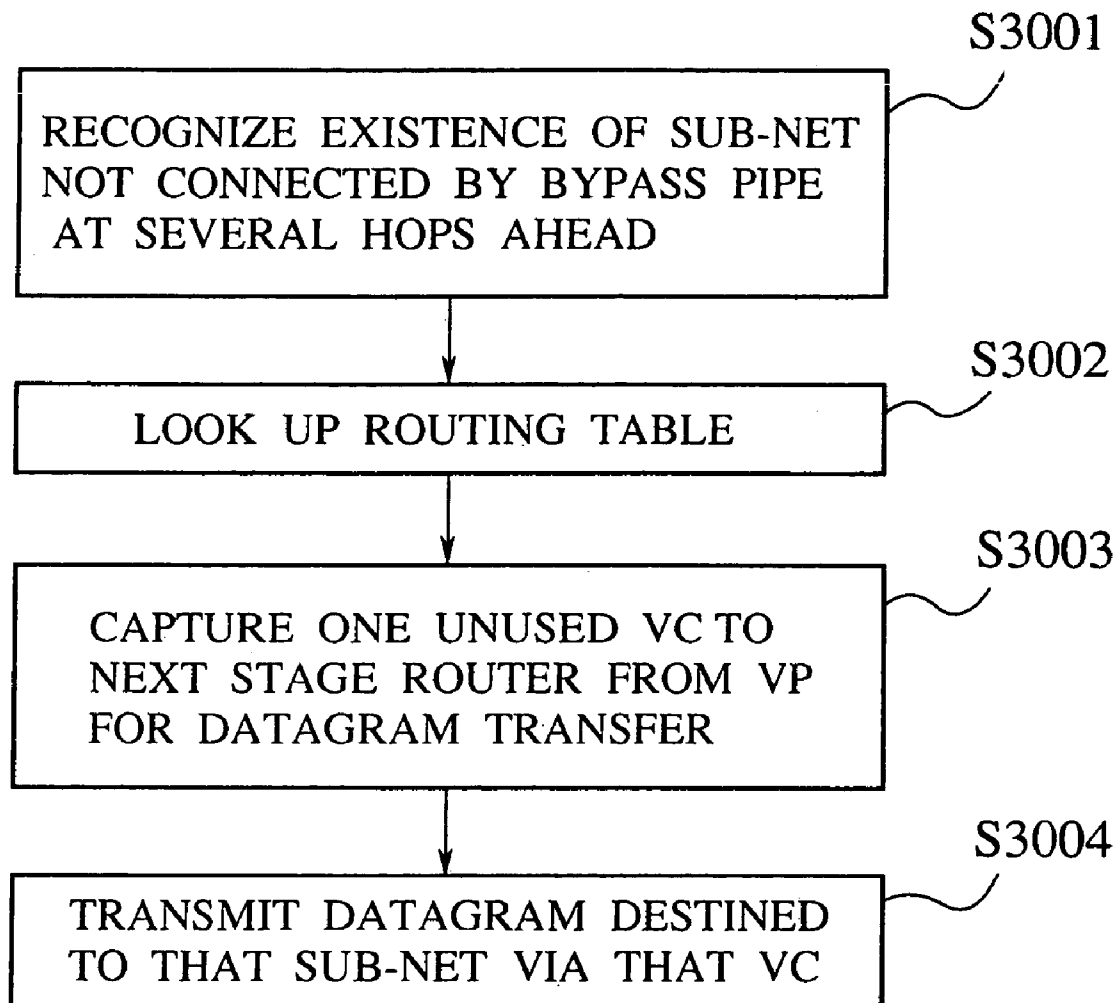 S3001
RECOGNIZE EXISTENCE OF SUB-NET
NOT CONNECTED BY BYPASS PIPE
AT SEVERAL HOPS AHEAD
S3002
LOOK UP ROUTING TABLE
S3003
CAPTURE ONE UNUSED VC TO
NEXT STAGE ROUTER FROM VP
FOR DATAGRAM TRANSFER
S3004
TRANSMIT DATAGRAM DESTINED
TO THAT SUB-NET VIA THAT VC